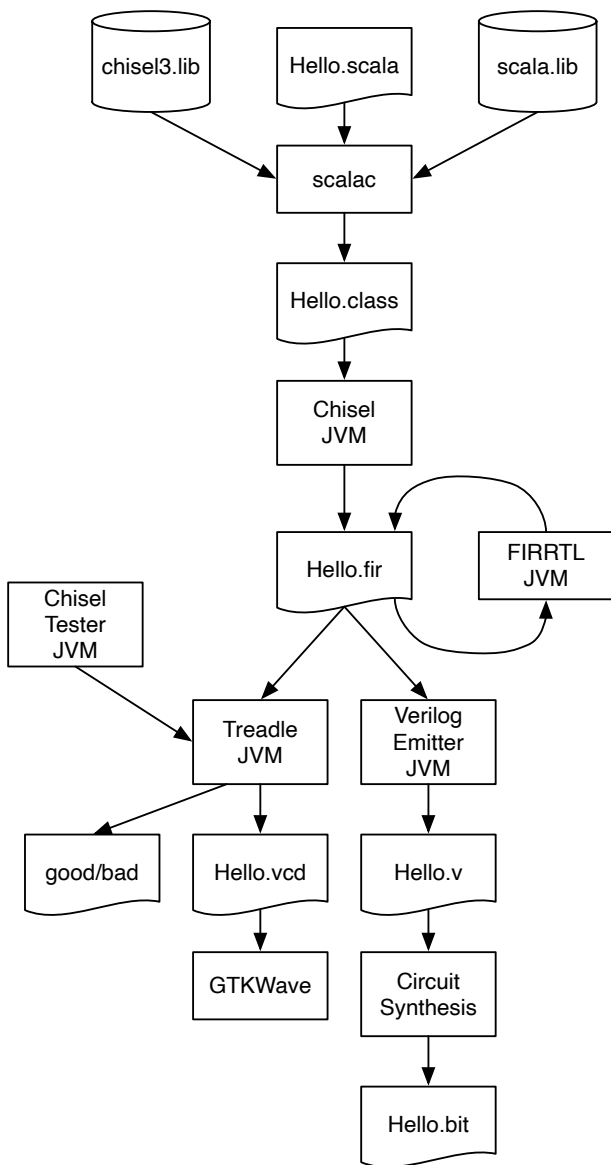 chisel3.lib
Hello.scala
scala.lib
scalac
Hello.class
Chisel
JVM
Hello.fir
FIRRTL
JVM
Chisel
Tester
JVM
Treadle
JVM
Verilog
Emitter
JVM
good/bad
Hello.vcd
Hello.v
GTKWave
Circuit
Synthesis
Hello.bit